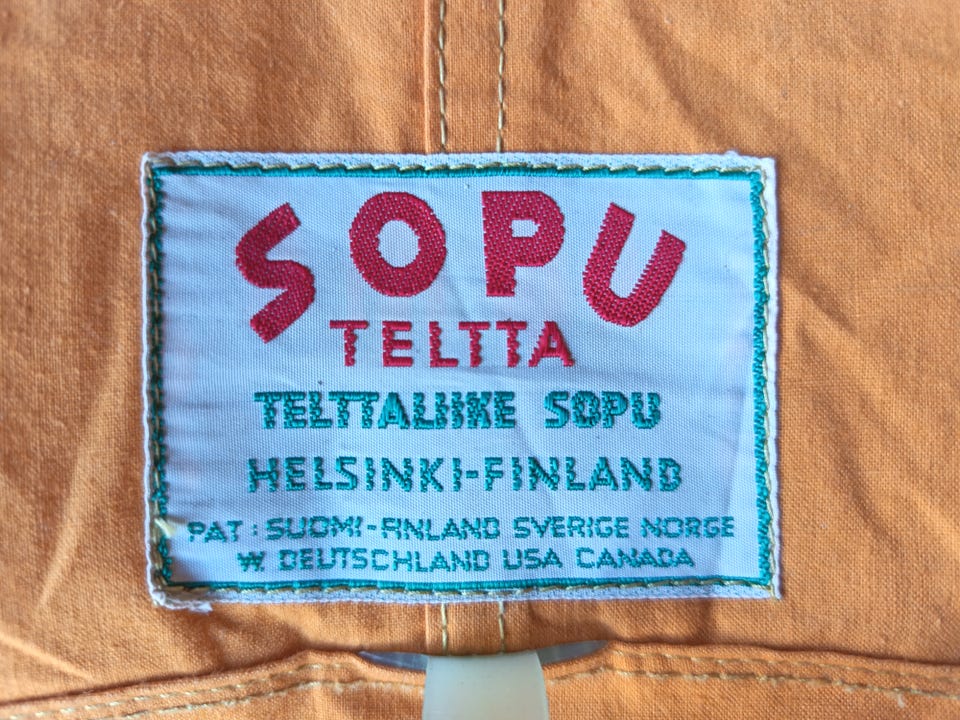 SOPU
TELTTA
TELTTALIIKE SOPU
HELSINKI-FINLAND
PAT: SUOMI-FINLAND SVERIGE NORGE
W. DEUTSCHLAND USA CANADA